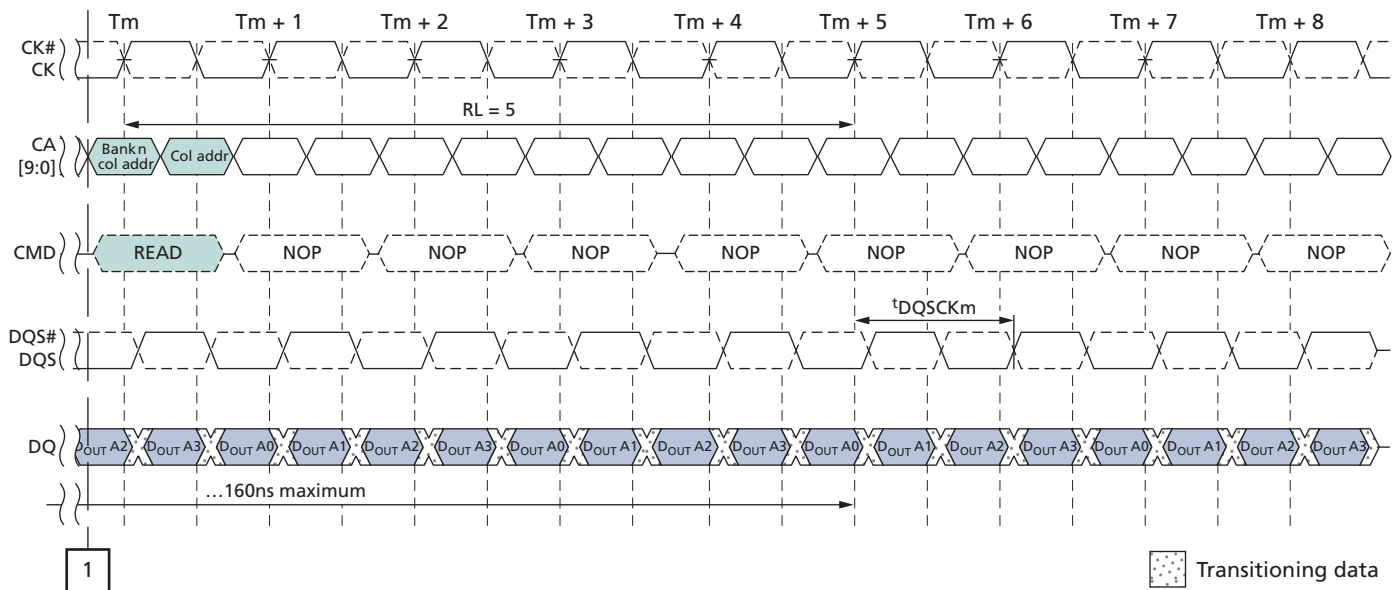 Tm Tm + 1 Tm + 2 Tm + 3 Tm + 4 Tm + 5 Tm + 6 Tm + 7 Tm + 8
CK#
CK
RL = 5
CA
[9:0]
Bank n
col addr
Col addr
CMD READ NOP NOP NOP NOP NOP NOP NOP NOP
tDQSCKm
DQS#
DQS
DQ DOUT A2 DOUT A3 DOUT A0 DOUT A1 DOUT A2 DOUT A3 DOUT A0 DOUT A1 DOUT A2 DOUT A3 DOUT A0 DOUT A1 DOUT A2 DOUT A3 DOUT A0 DOUT A1 DOUT A2 DOUT A3
…160ns maximum
1
Transitioning data